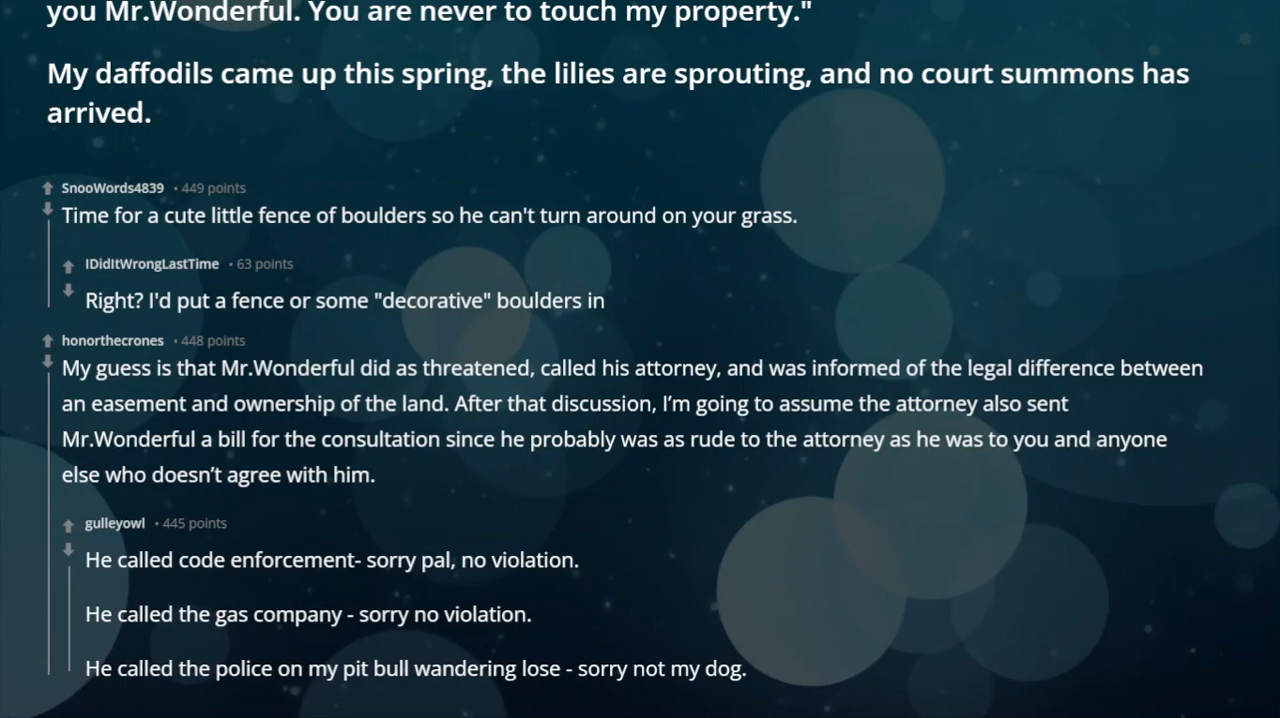 you Mr.Wonderful. You are never to touch my property."
My daffodils came up this spring, the lilies are sprouting, and no court summons has
arrived.
SnooWords4839 • 449 points
Time for a cute little fence of boulders so he can't turn around on your grass.
IDidItWrongLastTime • 63 points
Right? I'd put a fence or some "decorative" boulders in
honorthecrones • 448 points
My guess is that Mr.Wonderful did as threatened, called his attorney, and was informed of the legal difference between
an easement and ownership of the land. After that discussion, I’m going to assume the attorney also sent
Mr.Wonderful a bill for the consultation since he probably was as rude to the attorney as he was to you and anyone
else who doesn’t agree with him.
gulleyowl • 445 points
He called code enforcement- sorry pal, no violation.
He called the gas company - sorry no violation.
He called the police on my pit bull wandering lose - sorry not my dog.